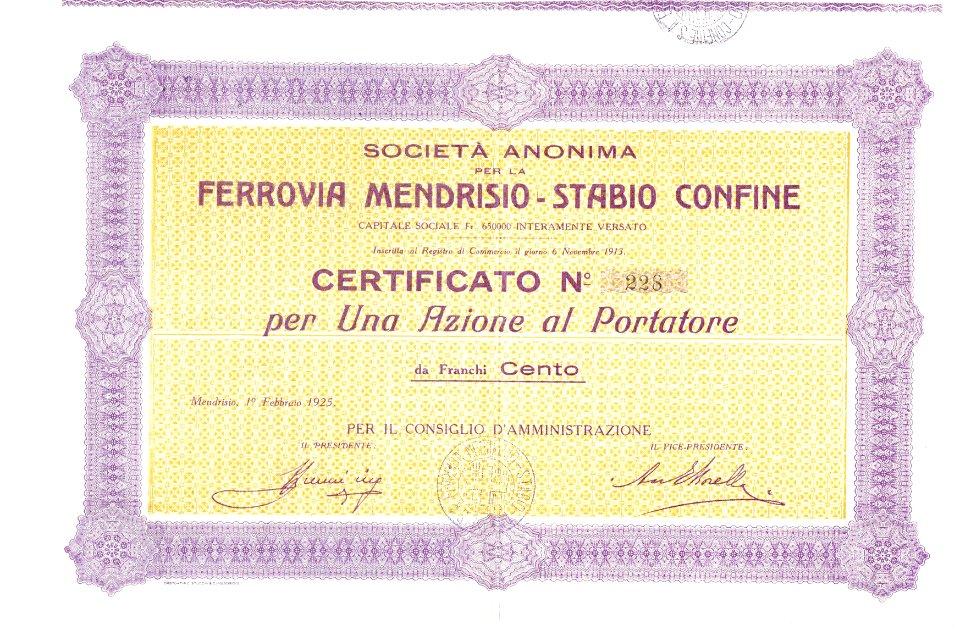 SOCIETÀ ANONIMA
PER LA
FERROVIA MENDRISIO - STABIO CONFINE
CAPITALE SOCIALE Fr. 650000 INTERAMENTE VERSATO
Inscritta al Registro di Commercio il giorno 6 Novembre 1913.
CERTIFICATO No 228
per Una Azione al Portatore
da Franchi Cento
Mendrisio, 1o Febbraio 1925.
PER IL CONSIGLIO D'AMMINISTRAZIONE
IL PRESIDENTE:
IL VICE-PRESIDENTE: